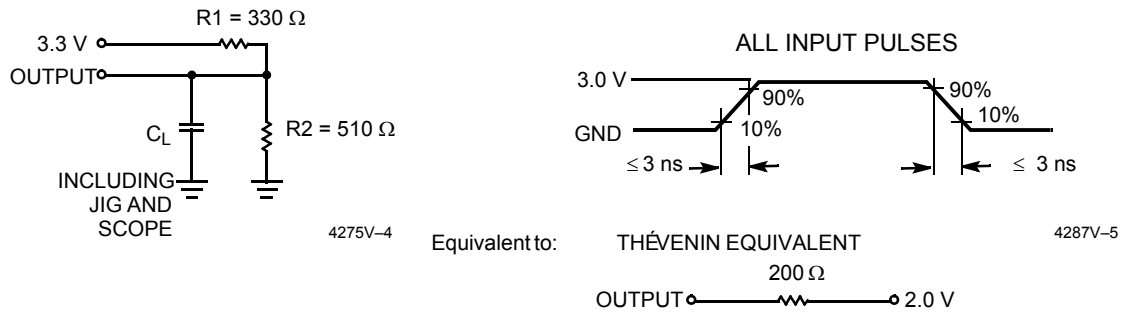 R1 = 330 Ω
3.3 V
OUTPUT
CL
R2 = 510 Ω
INCLUDING
JIG AND
SCOPE
4275V–4
ALL INPUT PULSES
3.0 V
90%
90%
10%
10%
GND
≤ 3 ns
≤ 3 ns
4287V–5
Equivalent to:
THÉVENIN EQUIVALENT
200 Ω
OUTPUT
2.0 V